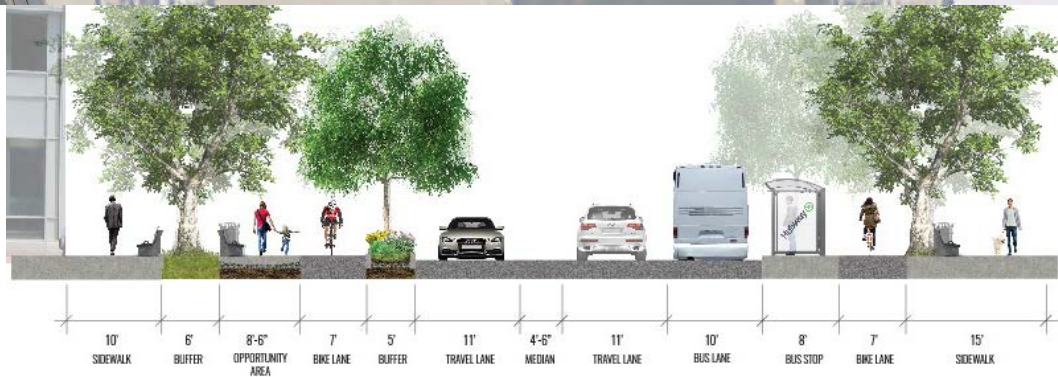 10'
SIDEWALK
6'
BUFFER
8'-6"
OPPORTUNITY
AREA
7'
BIKE LANE
5'
BUFFER
11'
TRAVEL LANE
4'-6"
MEDIAN
11'
TRAVEL LANE
10'
BUS LANE
8'
BUS STOP
7'
BIKE LANE
15'
SIDEWALK